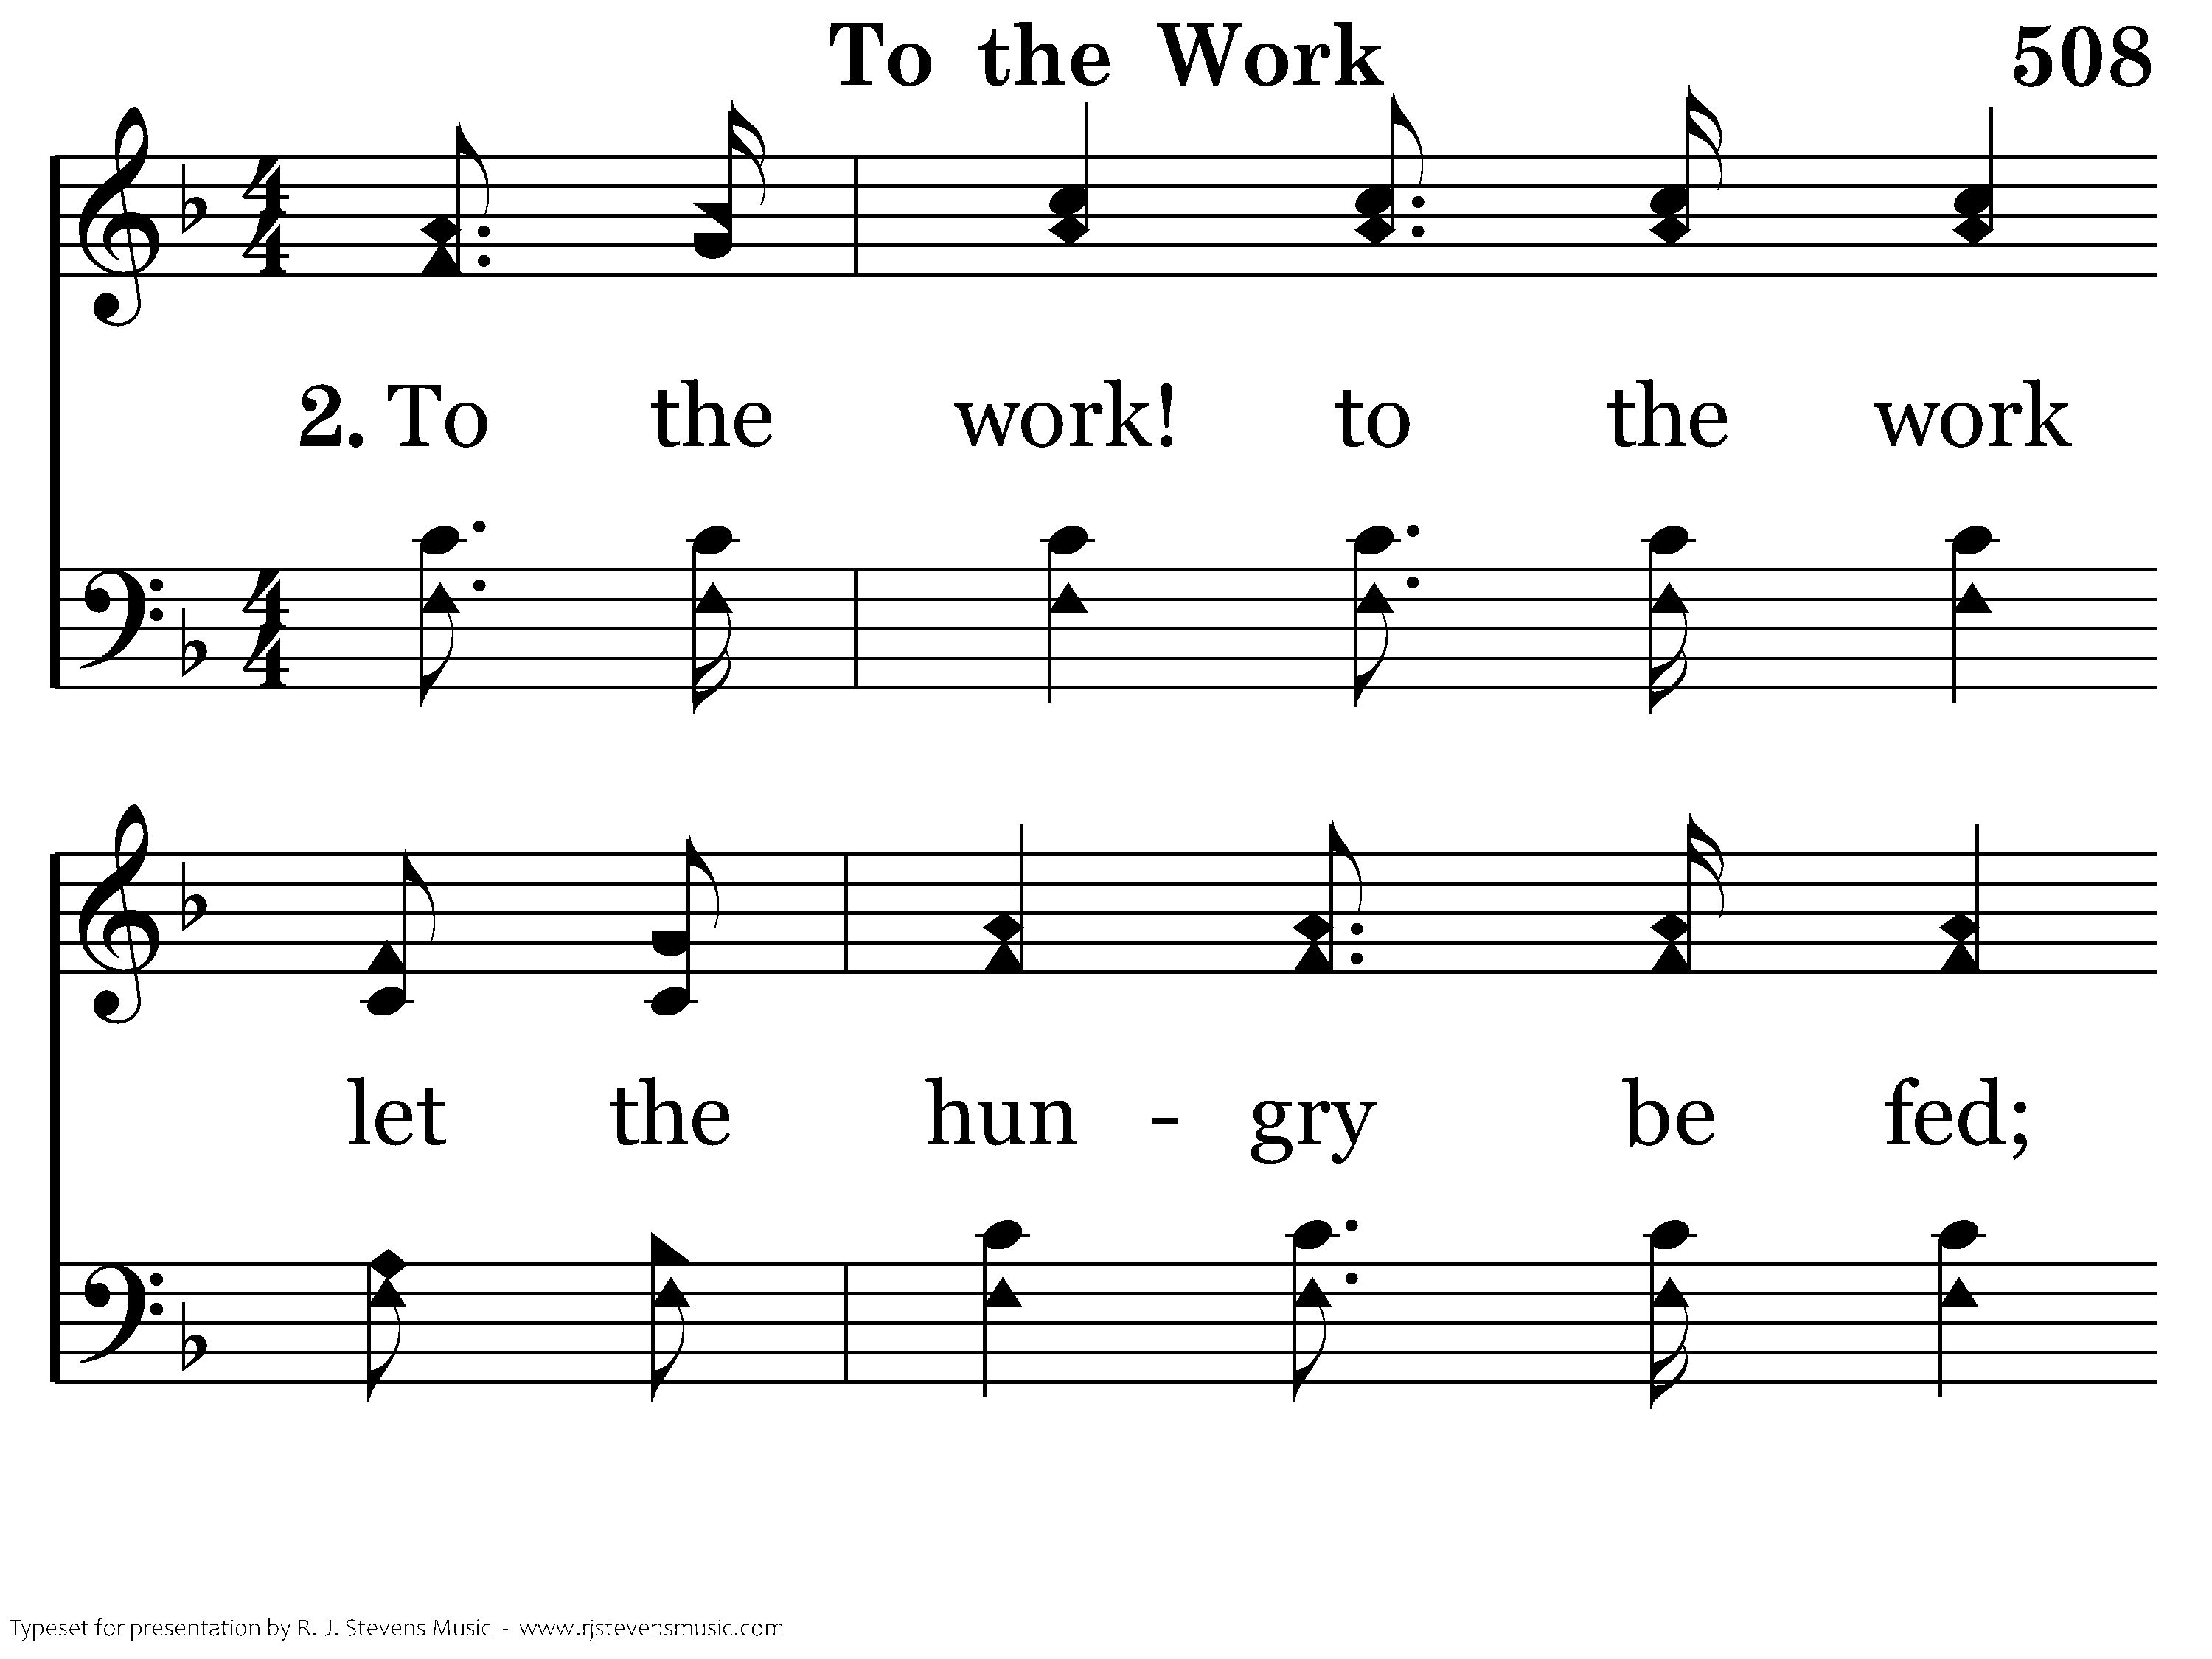 To the Work 508
2. To the work! to the work
let the hun - gry be fed;
Typeset for presentation by R. J. Stevens Music - www.rjstevensmusic.com